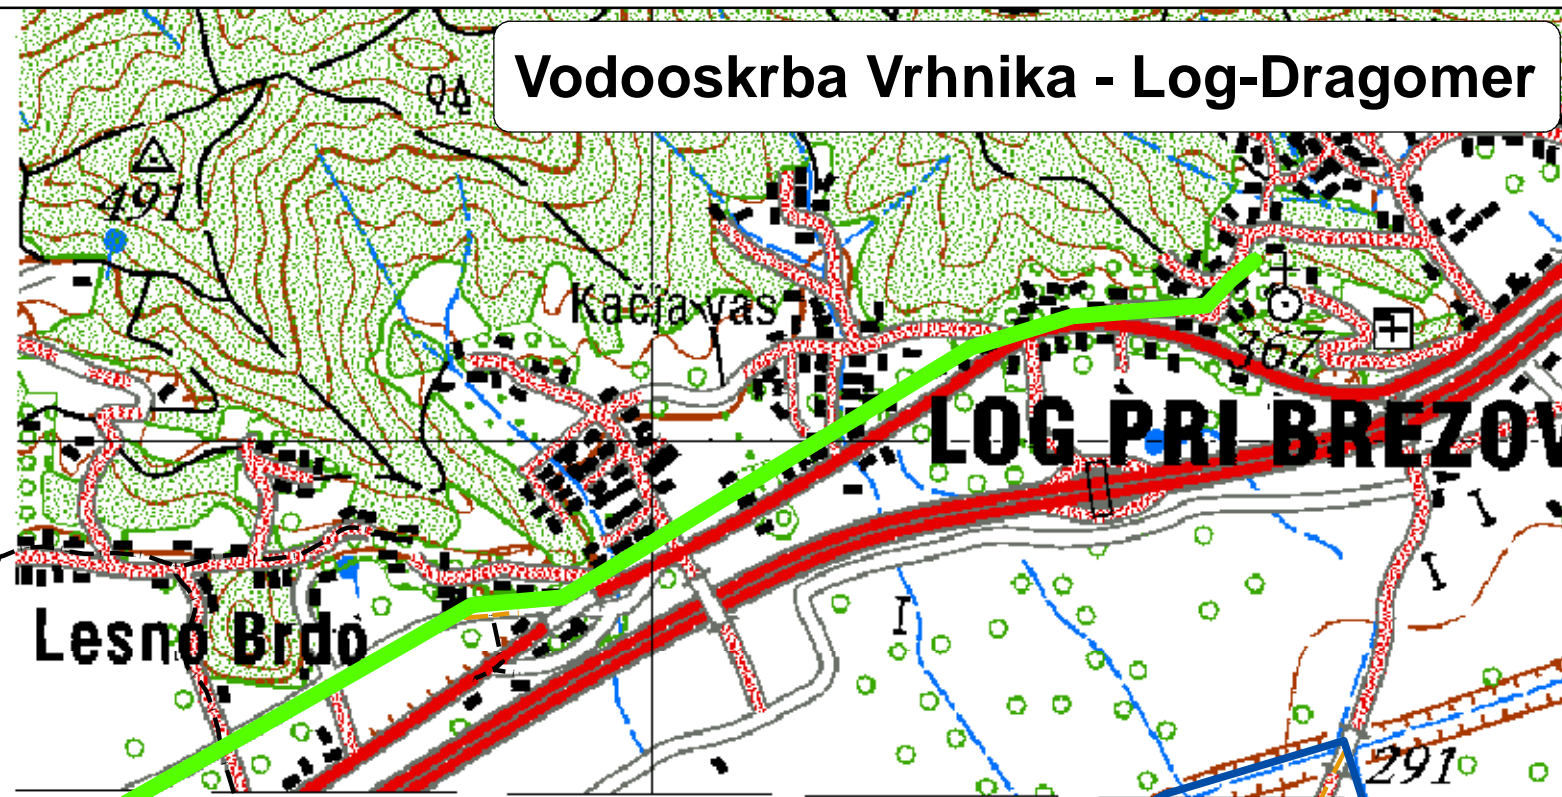 Vodooskrba Vrhnika - Log-Dragomer
491
Kačja vas
367
LOG PRI BREZOV
Lesno Brdo
291